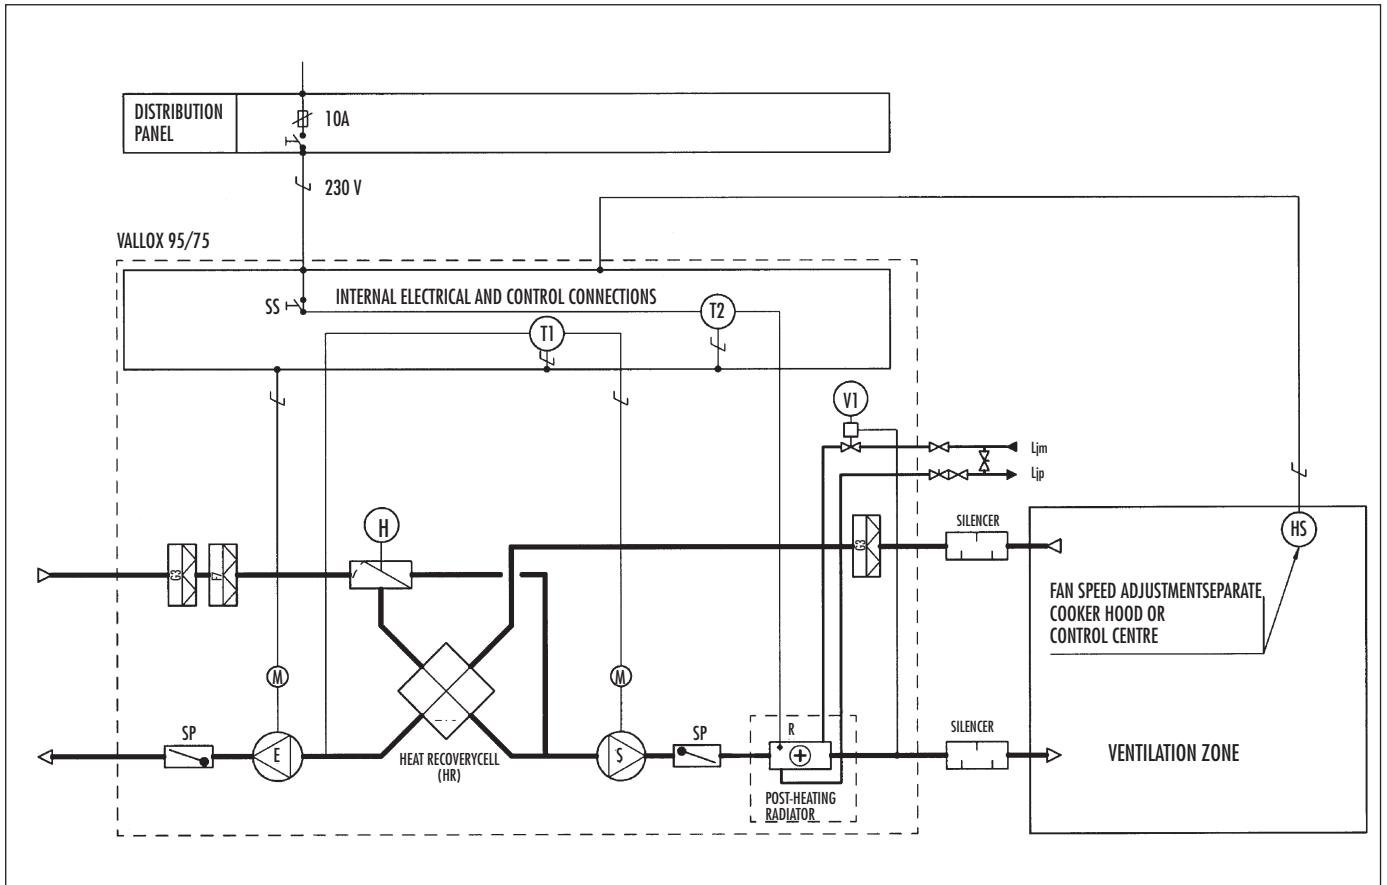 DISTRIBUTION
PANEL
10A
230 V
VALLOX 95/75
SS
INTERNAL ELECTRICAL AND CONTROL CONNECTIONS
T2
T1
V1
Ljm
Ljp
H
SILENCER
HS
G3
F7
G3
FAN SPEED ADJUSTMENTSEPARATE
COOKER HOOD OR
CONTROL CENTRE
M
M
SP
E
HEAT RECOVERYCELL
(HR)
S
SP
R
POST-HEATING
RADIATOR
SILENCER
VENTILATION ZONE